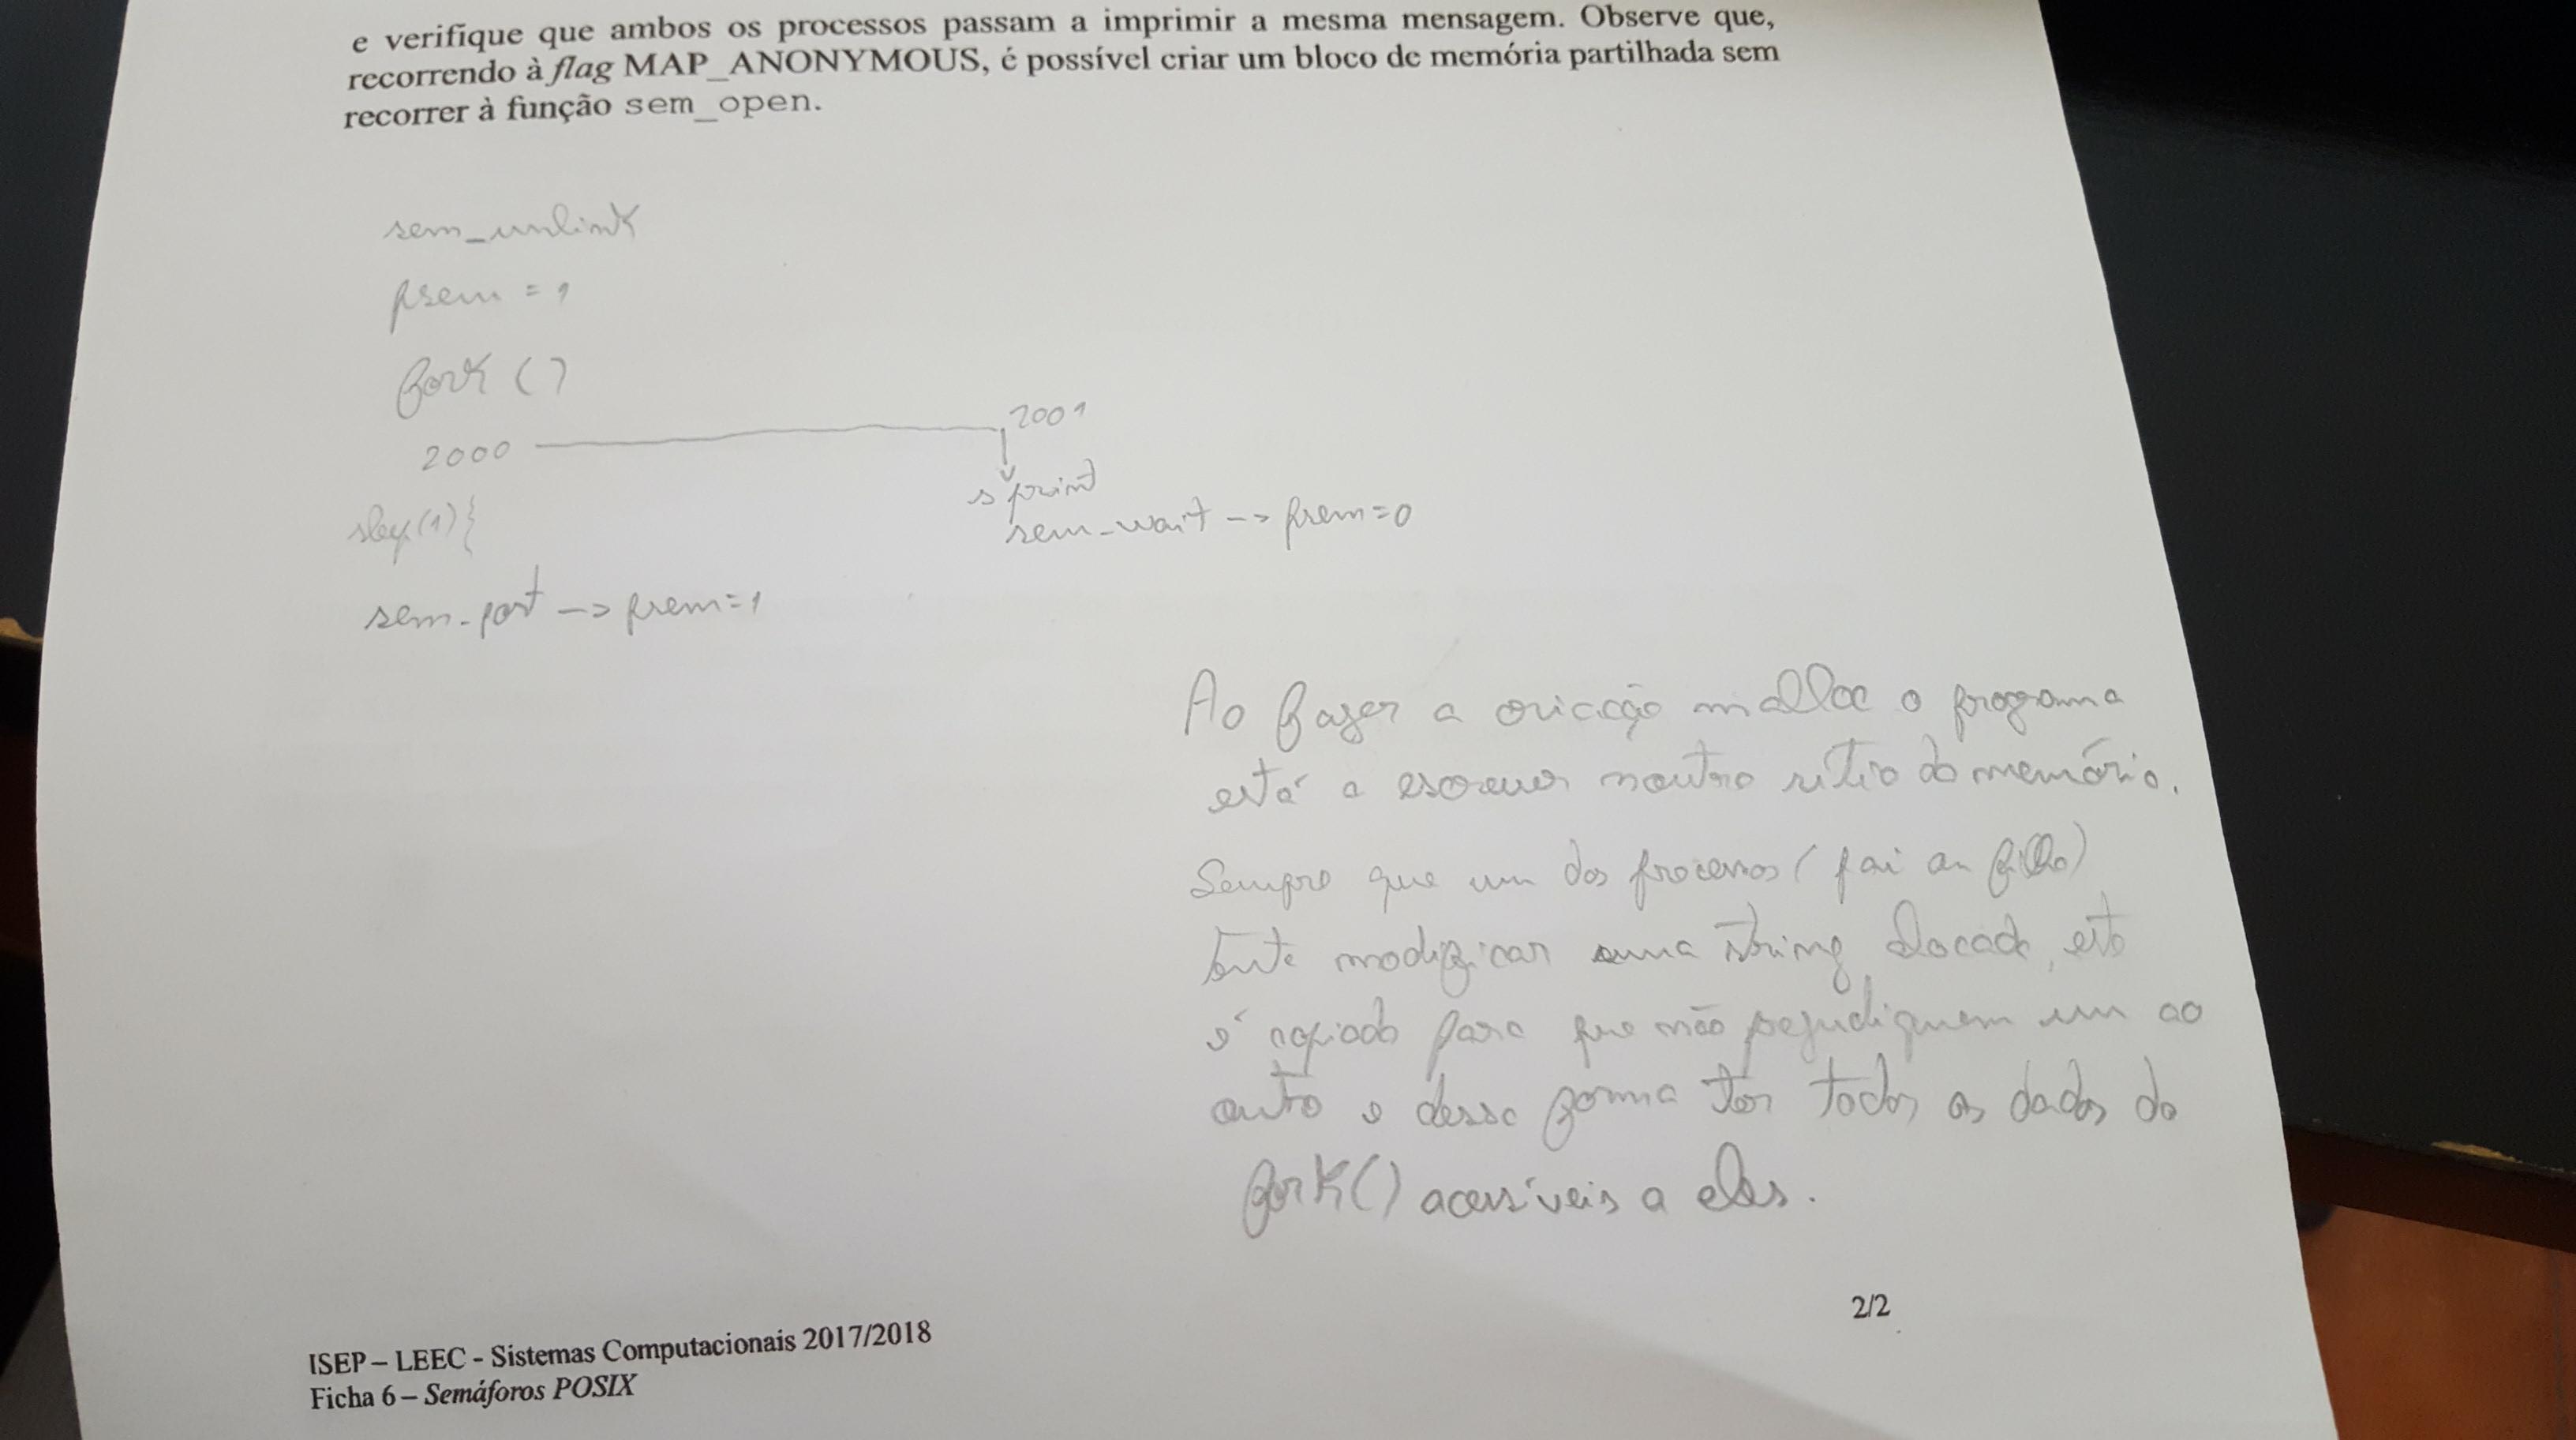 e verifique que ambos os processos passam a imprimir a mesma mensagem. Observe que,
recorrendo à flag MAP_ANONYMOUS, é possível criar um bloco de memória partilhada sem
recorrer à função sem_open.
sem_unlink
psem = 1
fork ()
2000
2001
sprint
sem-wait -> psem=0
(1) {
sem-post -> psem=1
Ao fazer a criação malloc o programa
está a escrever noutro sítio da memória.
Sempre que um dos processos (pai ou filho)
tente modificar uma string alocada, esta
é copiada para que não prejudiquem um ao
outro e dessa forma ter todos os dados do
fork() acessíveis a eles.
2/2
ISEP – LEEC - Sistemas Computacionais 2017/2018
Ficha 6 – Semáforos POSIX